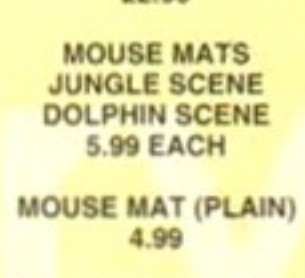 MOUSE MATS
JUNGLE SCENE
DOLPHIN SCENE
5.99 EACH
MOUSE MAT (PLAIN)
4.99